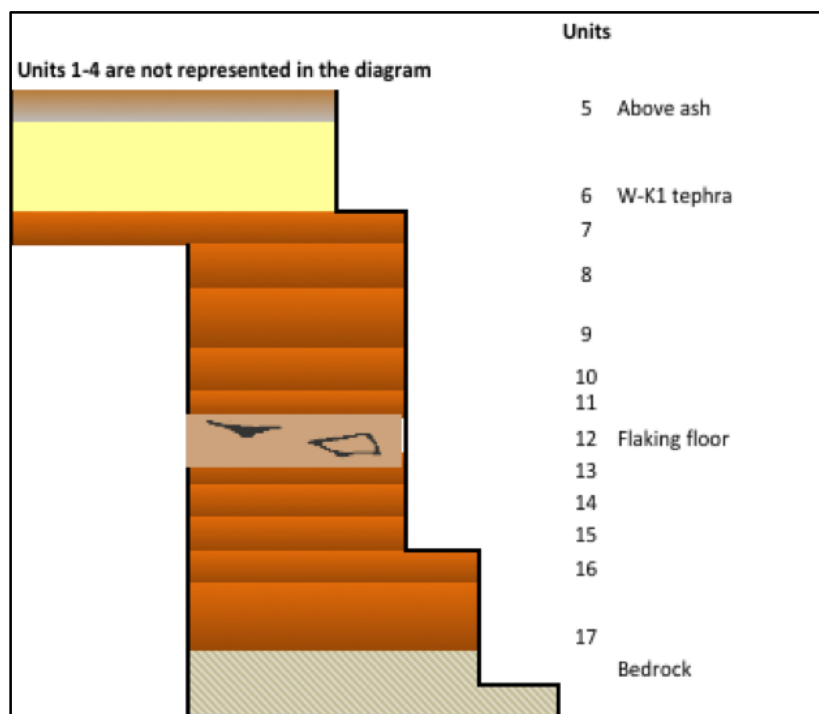 Units
Units 1-4 are not represented in the diagram
5 Above ash
6 W-K1 tephra
7
8
9
10
11
12 Flaking floor
13
14
15
16
17
Bedrock